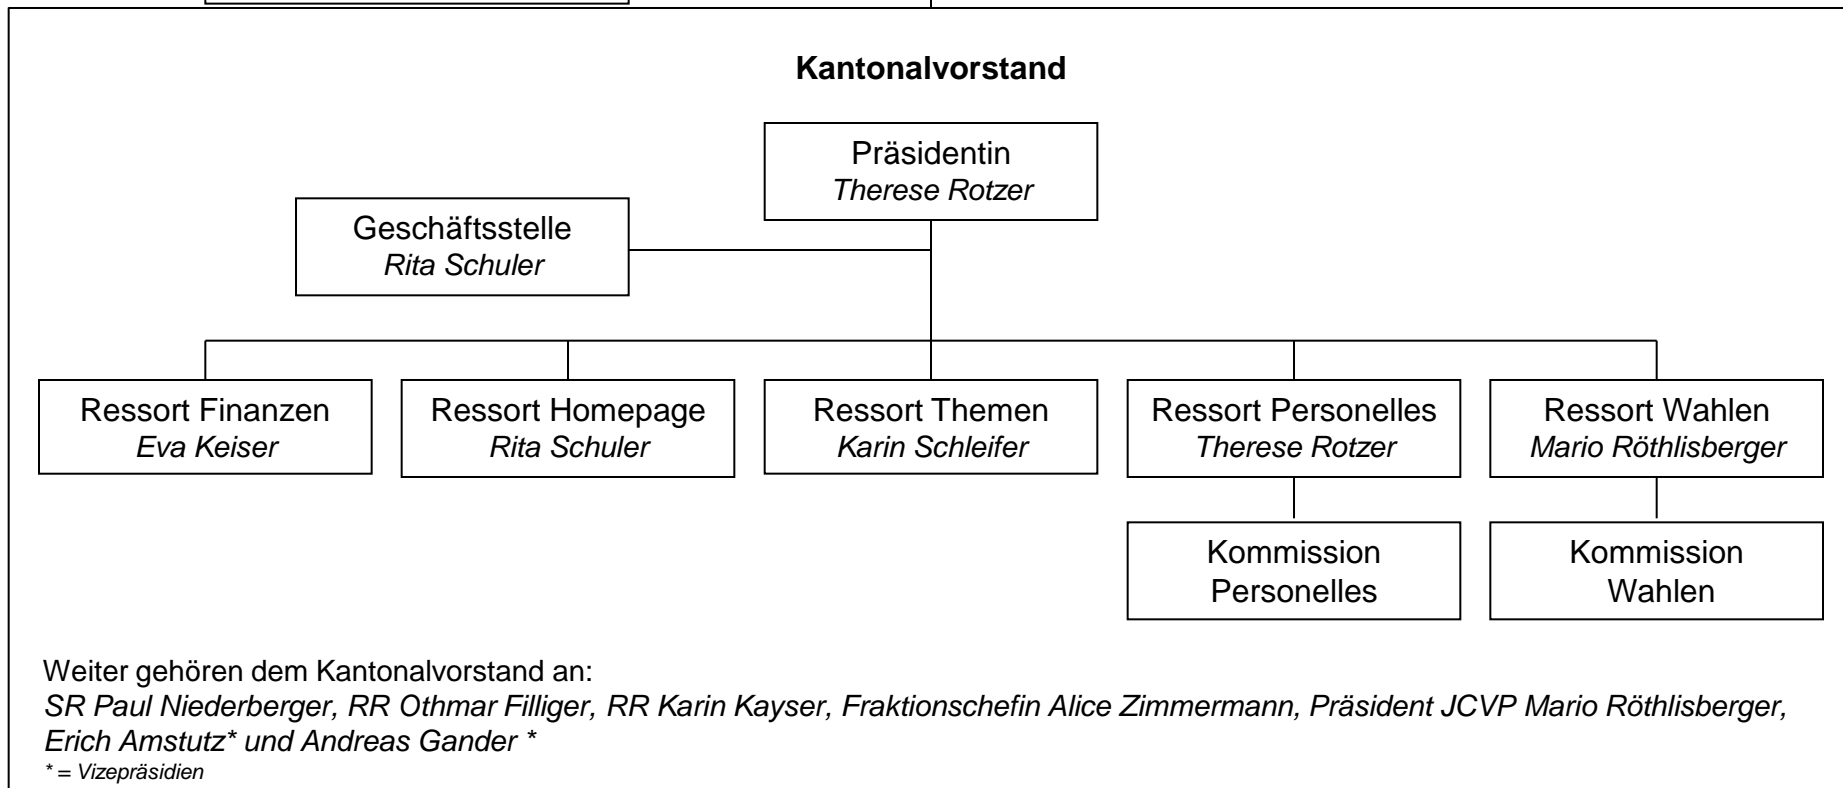 Kantonalvorstand
Präsidentin
Therese Rotzer
Geschäftsstelle
Rita Schuler
Ressort Finanzen
Eva Keiser
Ressort Homepage
Rita Schuler
Ressort Themen
Karin Schleifer
Ressort Personelles
Therese Rotzer
Ressort Wahlen
Mario Röthlisberger
Kommission
Personelles
Kommission
Wahlen
Weiter gehören dem Kantonalvorstand an:
SR Paul Niederberger, RR Othmar Filliger, RR Karin Kayser, Fraktionschefin Alice Zimmermann, Präsident JCVP Mario Röthlisberger,
Erich Amstutz* und Andreas Gander *
* = Vizepräsidien